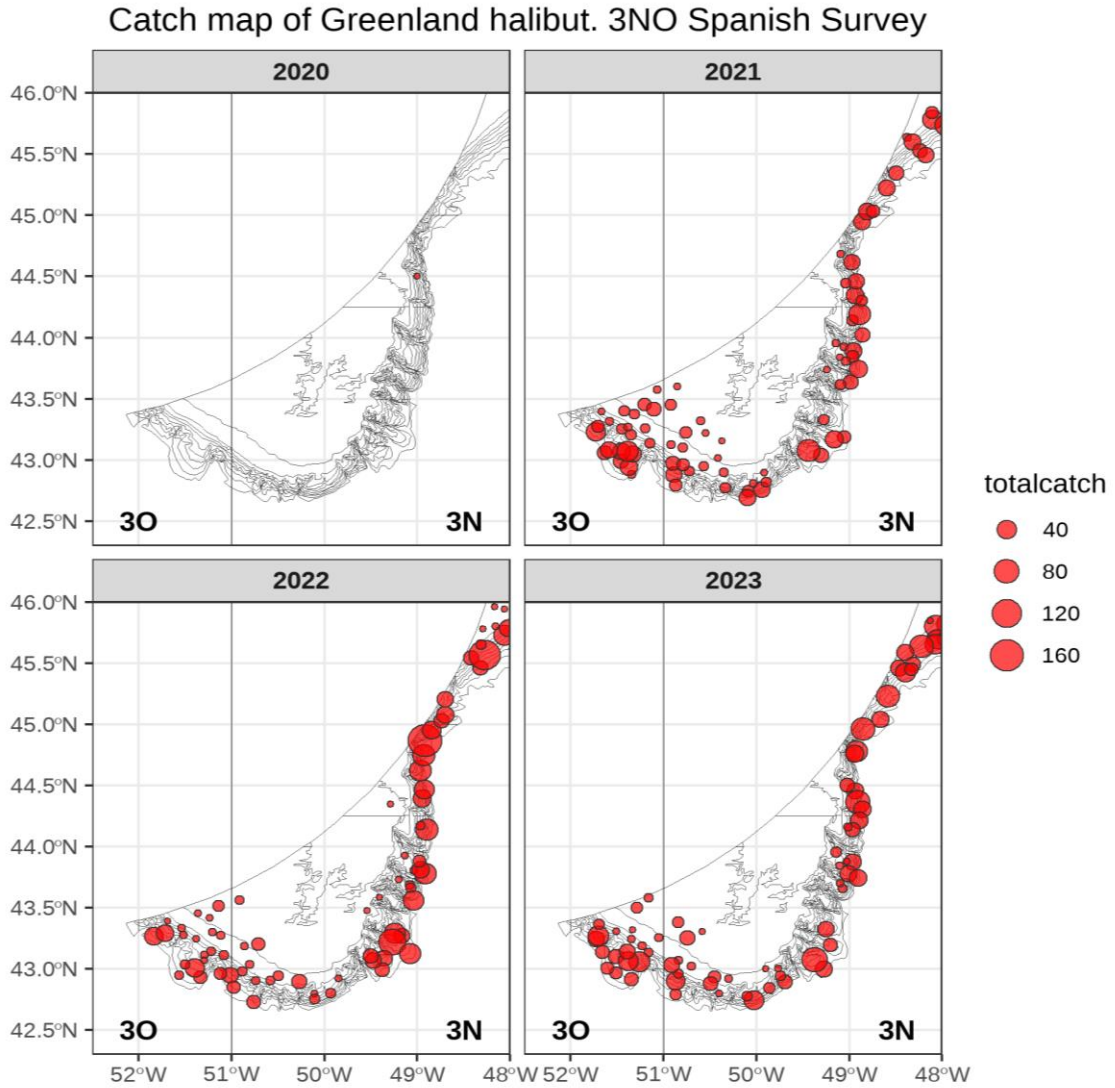 Catch map of Greenland halibut. 3NO Spanish Survey
2020
2021
46.0°N
45.5°N
45.0°N
44.5°N
44.0°N
43.5°N
43.0°N
42.5°N
3O
3N
3O
3N
2022
2023
46.0°N
45.5°N
45.0°N
44.5°N
44.0°N
43.5°N
43.0°N
42.5°N
3O
3N
3O
3N
52°W
51°W
50°W
49°W
48°W
52°W
51°W
50°W
49°W
48°W
totalcatch
40
80
120
160